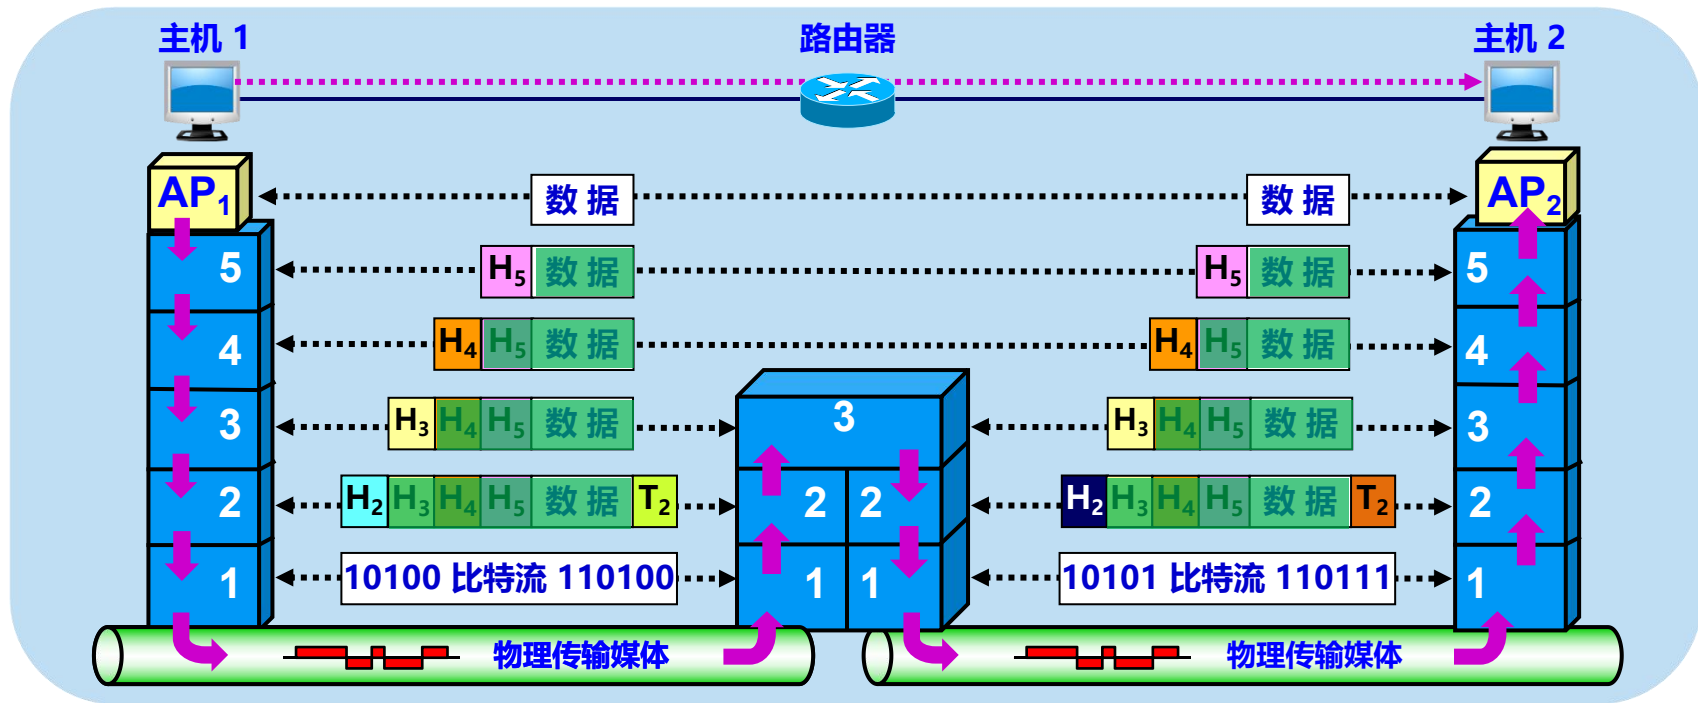 主机 1 路由器 主机 2
AP1 数 据 数 据 AP2
5 H5 数 据 H5 数 据 5
4 H4 H5 数 据 H4 H5 数 据 4
3 H3 H4 H5 数 据 3 H3 H4 H5 数 据 3
2 H2 H3 H4 H5 数 据 T2 2 2 H2 H3 H4 H5 数 据 T2 2
1 10100 比特流 110100 1 1 10101 比特流 110111 1
物理传输媒体 物理传输媒体